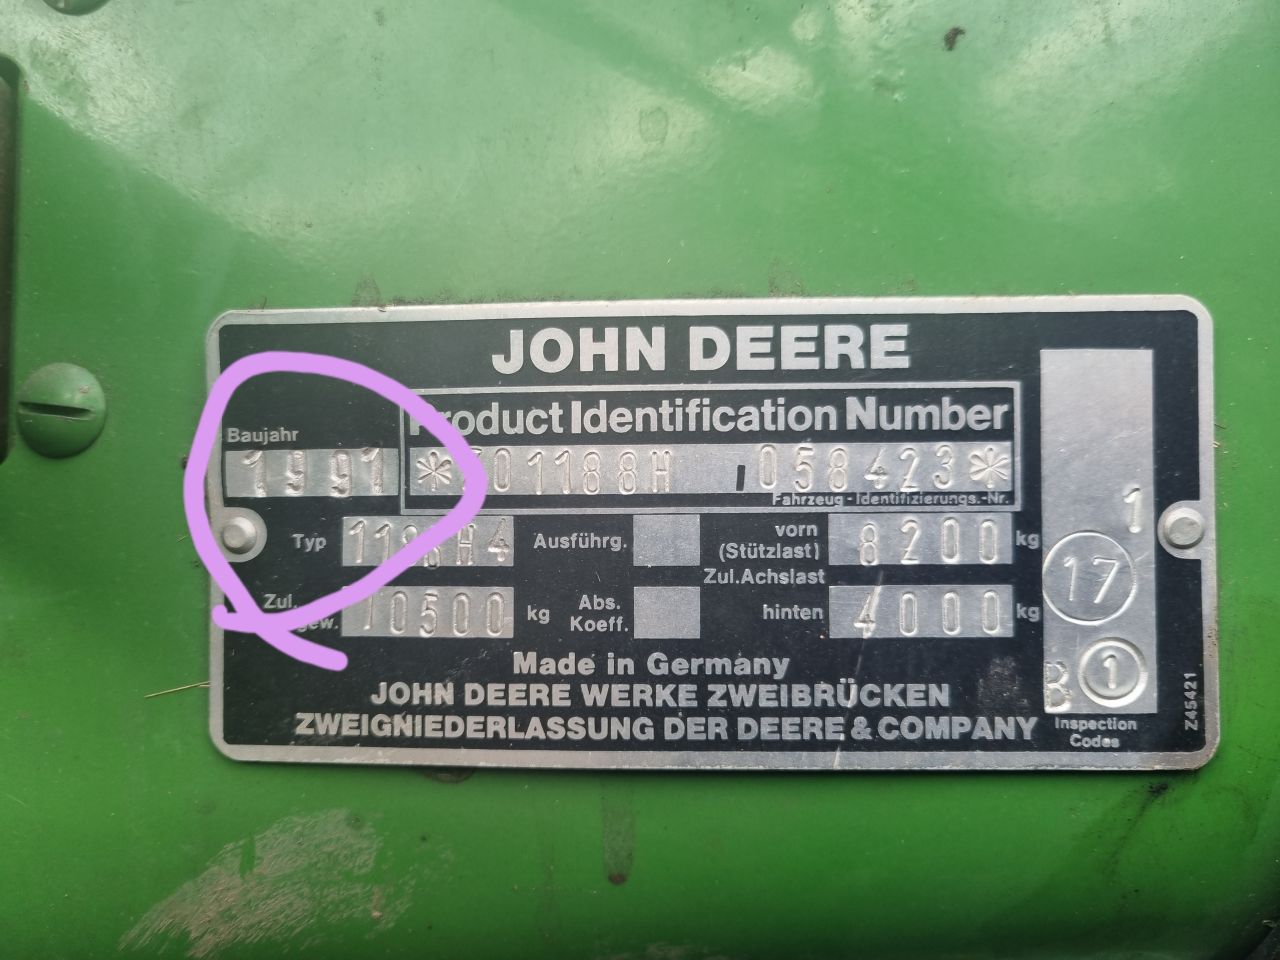 JOHN DEERE
Product Identification Number
Baujahr
1991
*Z01188H 058423*
Fahrzeug-Identifizierungs.-Nr.
Typ 1188H4 Ausführg. vorn (Stützlast) 8200 kg
Zul. Achslast
Zul. 10500 kg Abs. Koeff. hinten 4000 kg
1
17
B 1
Inspection Codes
Made in Germany
JOHN DEERE WERKE ZWEIBRÜCKEN
ZWEIGNIEDERLASSUNG DER DEERE & COMPANY
Z45421